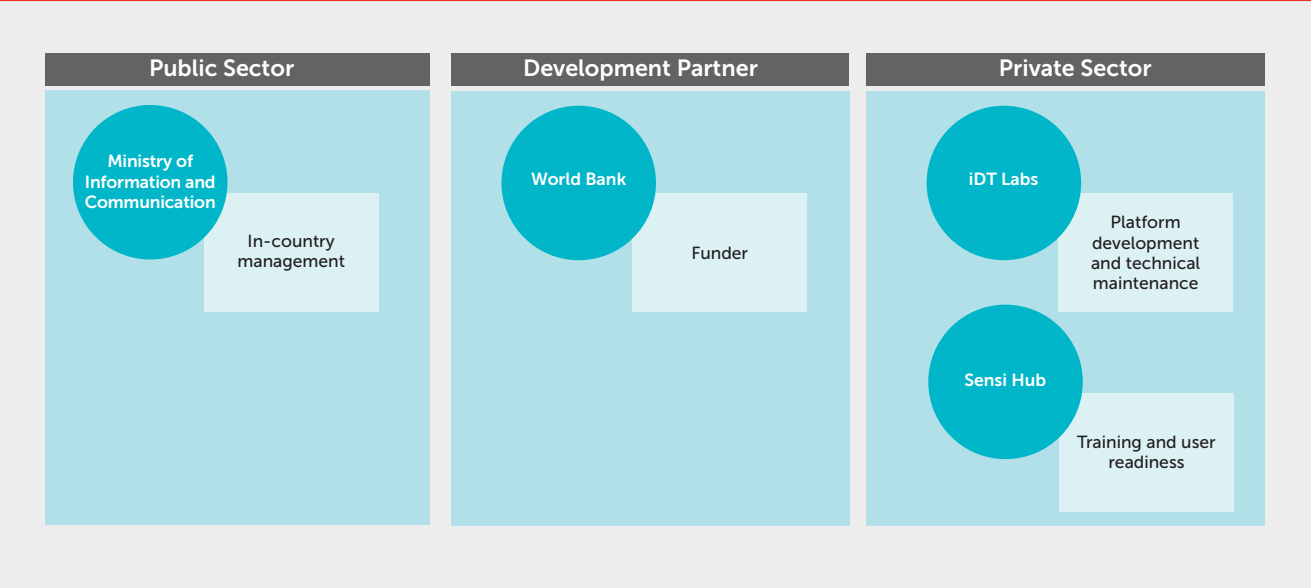 Public Sector
Ministry of
Information and
Communication
In-country
management
Development Partner
World Bank
Funder
Private Sector
iDT Labs
Platform
development
and technical
maintenance
Sensi Hub
Training and user
readiness